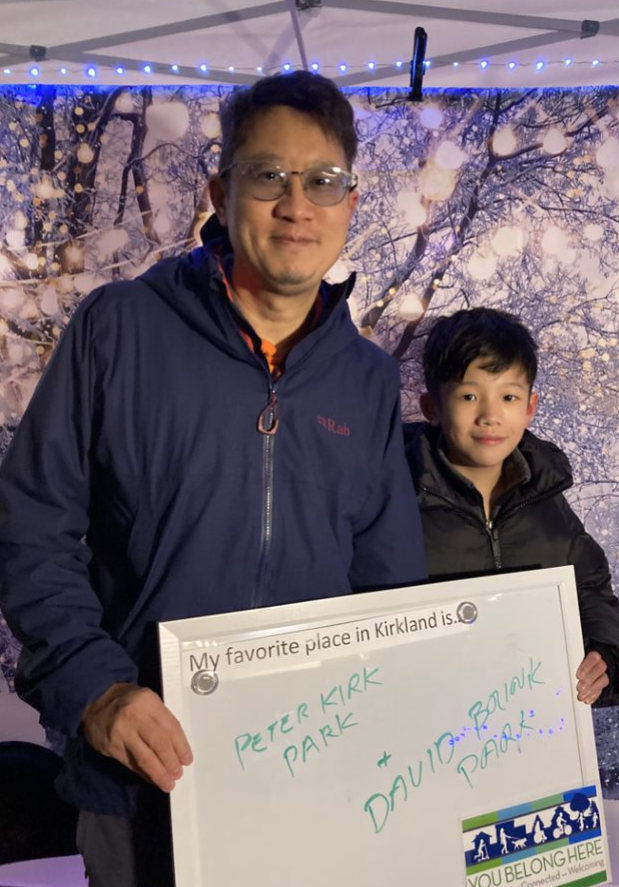 Rab
My favorite place in Kirkland is...
PETER KIRK
PARK
+
DAVID BRINK
PARK
YOU BELONG HERE
Connected – Welcoming